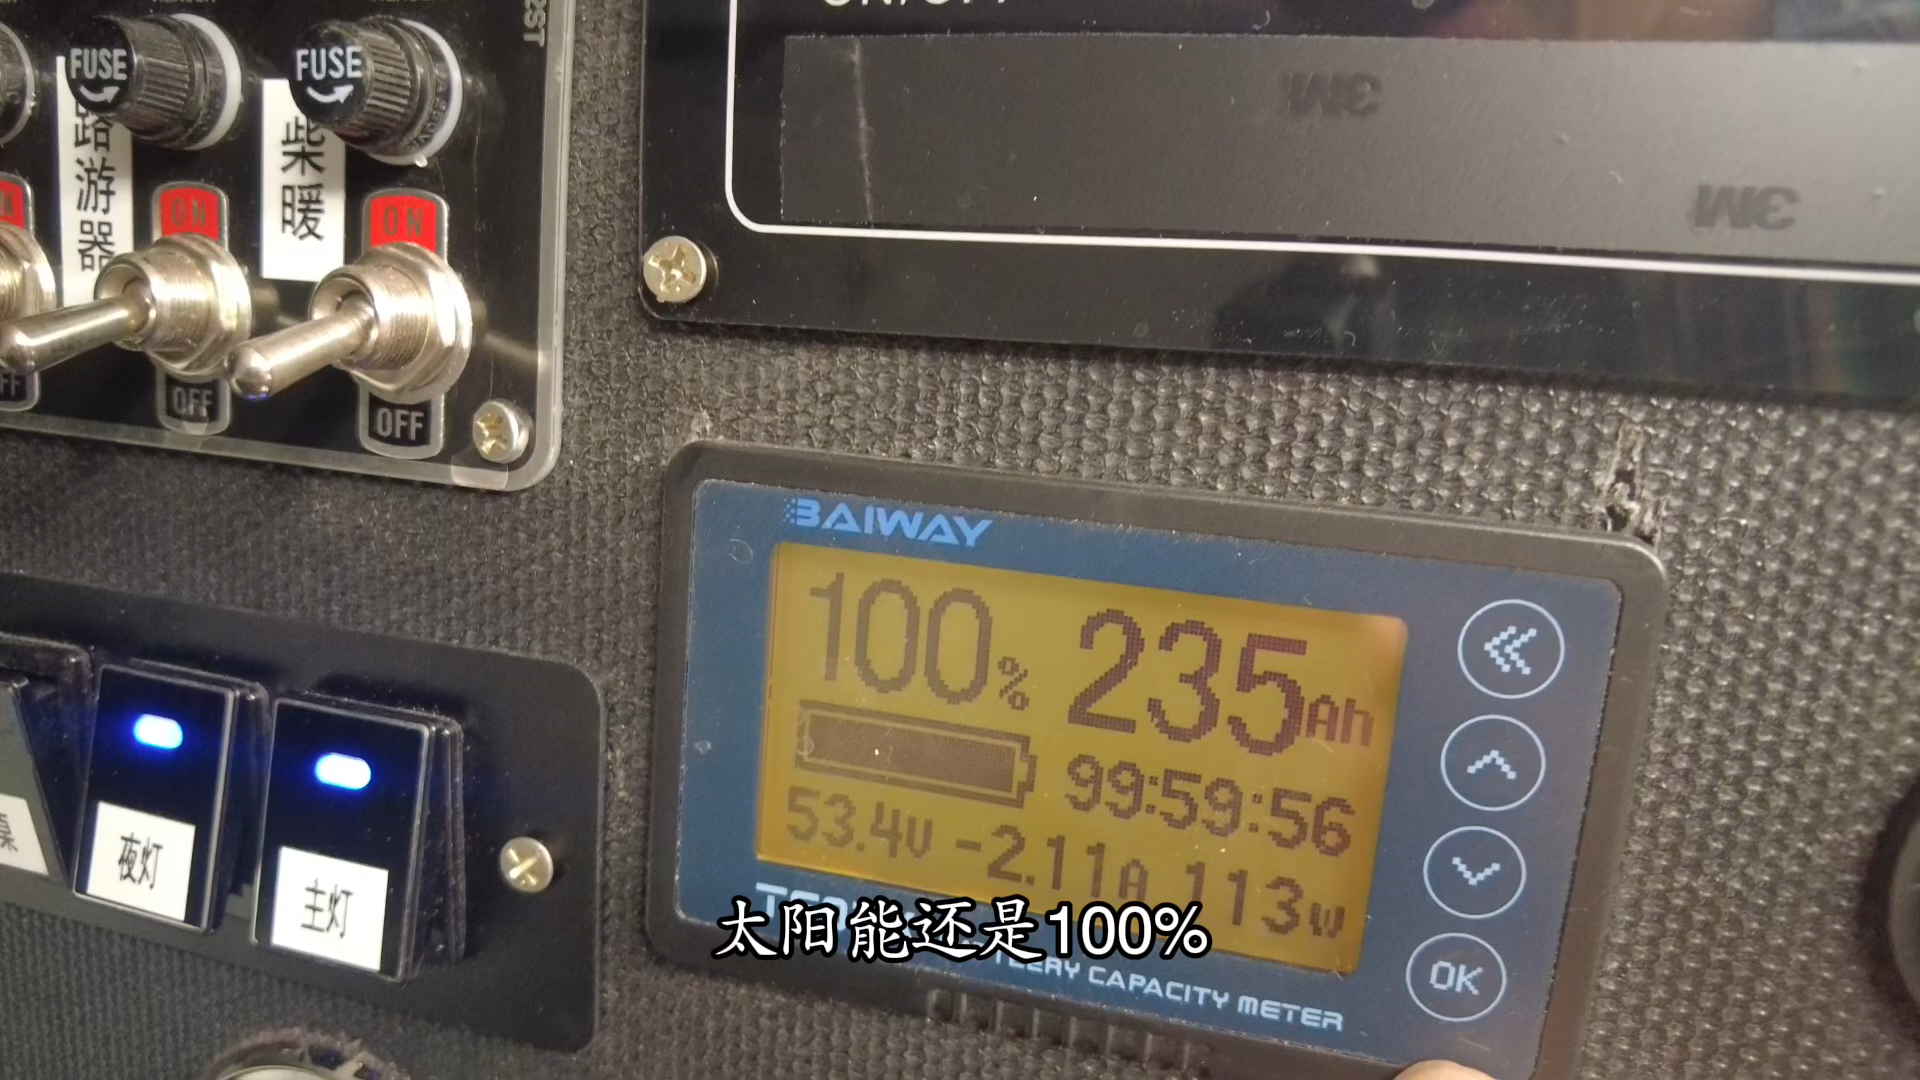 FUSE
FUSE
路游器
柴暖
ON
ON
OFF
OFF
3M
3M
BAIWAY
100% 235Ah
99:59:56
53.4V -2.11A 113W
CAPACITY METER
OK
夜灯
主灯
太阳能还是100%